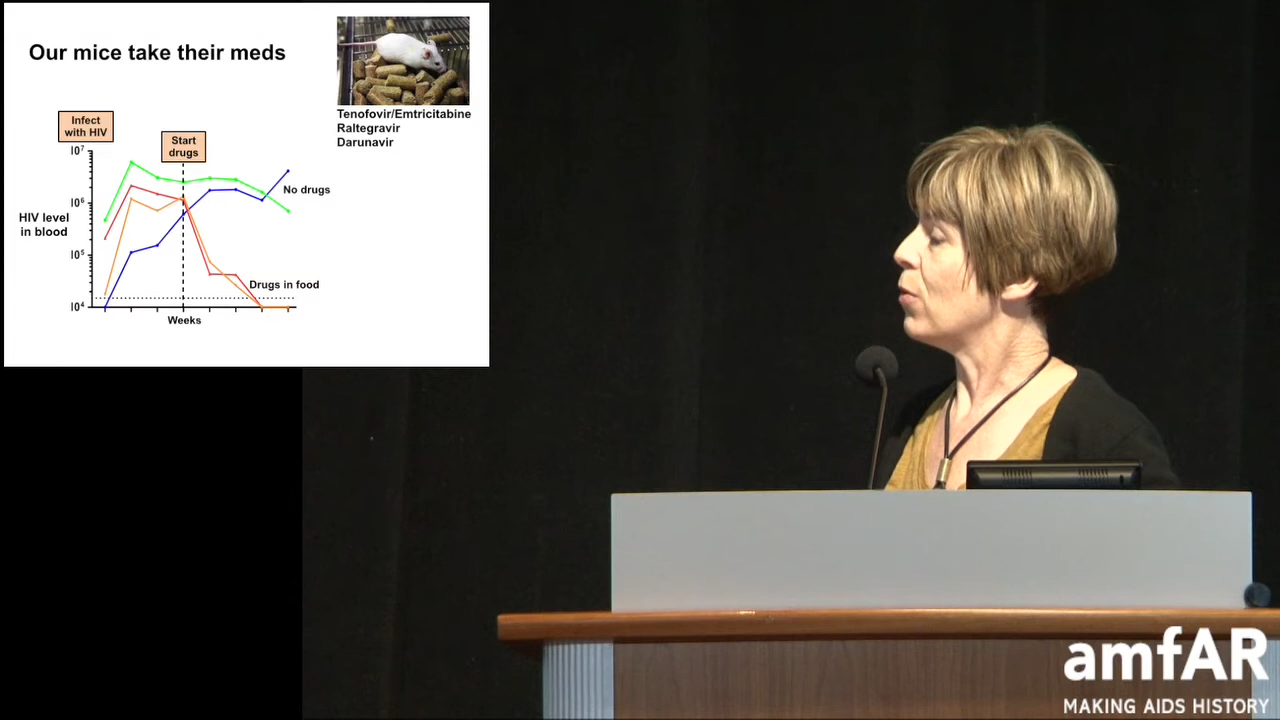 Our mice take their meds
Tenofovir/Emtricitabine
Raltegravir
Darunavir
Infect
with HIV
Start
drugs
10⁷
10⁶
10⁵
10⁴
HIV level
in blood
No drugs
Drugs in food
Weeks
amfAR
MAKING AIDS HISTORY